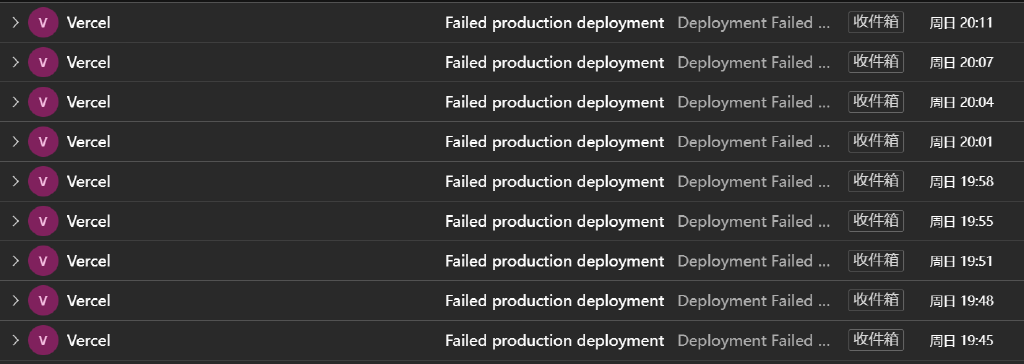 V Vercel Failed production deployment Deployment Failed ... 收件箱 周日 20:11
V Vercel Failed production deployment Deployment Failed ... 收件箱 周日 20:07
V Vercel Failed production deployment Deployment Failed ... 收件箱 周日 20:04
V Vercel Failed production deployment Deployment Failed ... 收件箱 周日 20:01
V Vercel Failed production deployment Deployment Failed ... 收件箱 周日 19:58
V Vercel Failed production deployment Deployment Failed ... 收件箱 周日 19:55
V Vercel Failed production deployment Deployment Failed ... 收件箱 周日 19:51
V Vercel Failed production deployment Deployment Failed ... 收件箱 周日 19:48
V Vercel Failed production deployment Deployment Failed ... 收件箱 周日 19:45